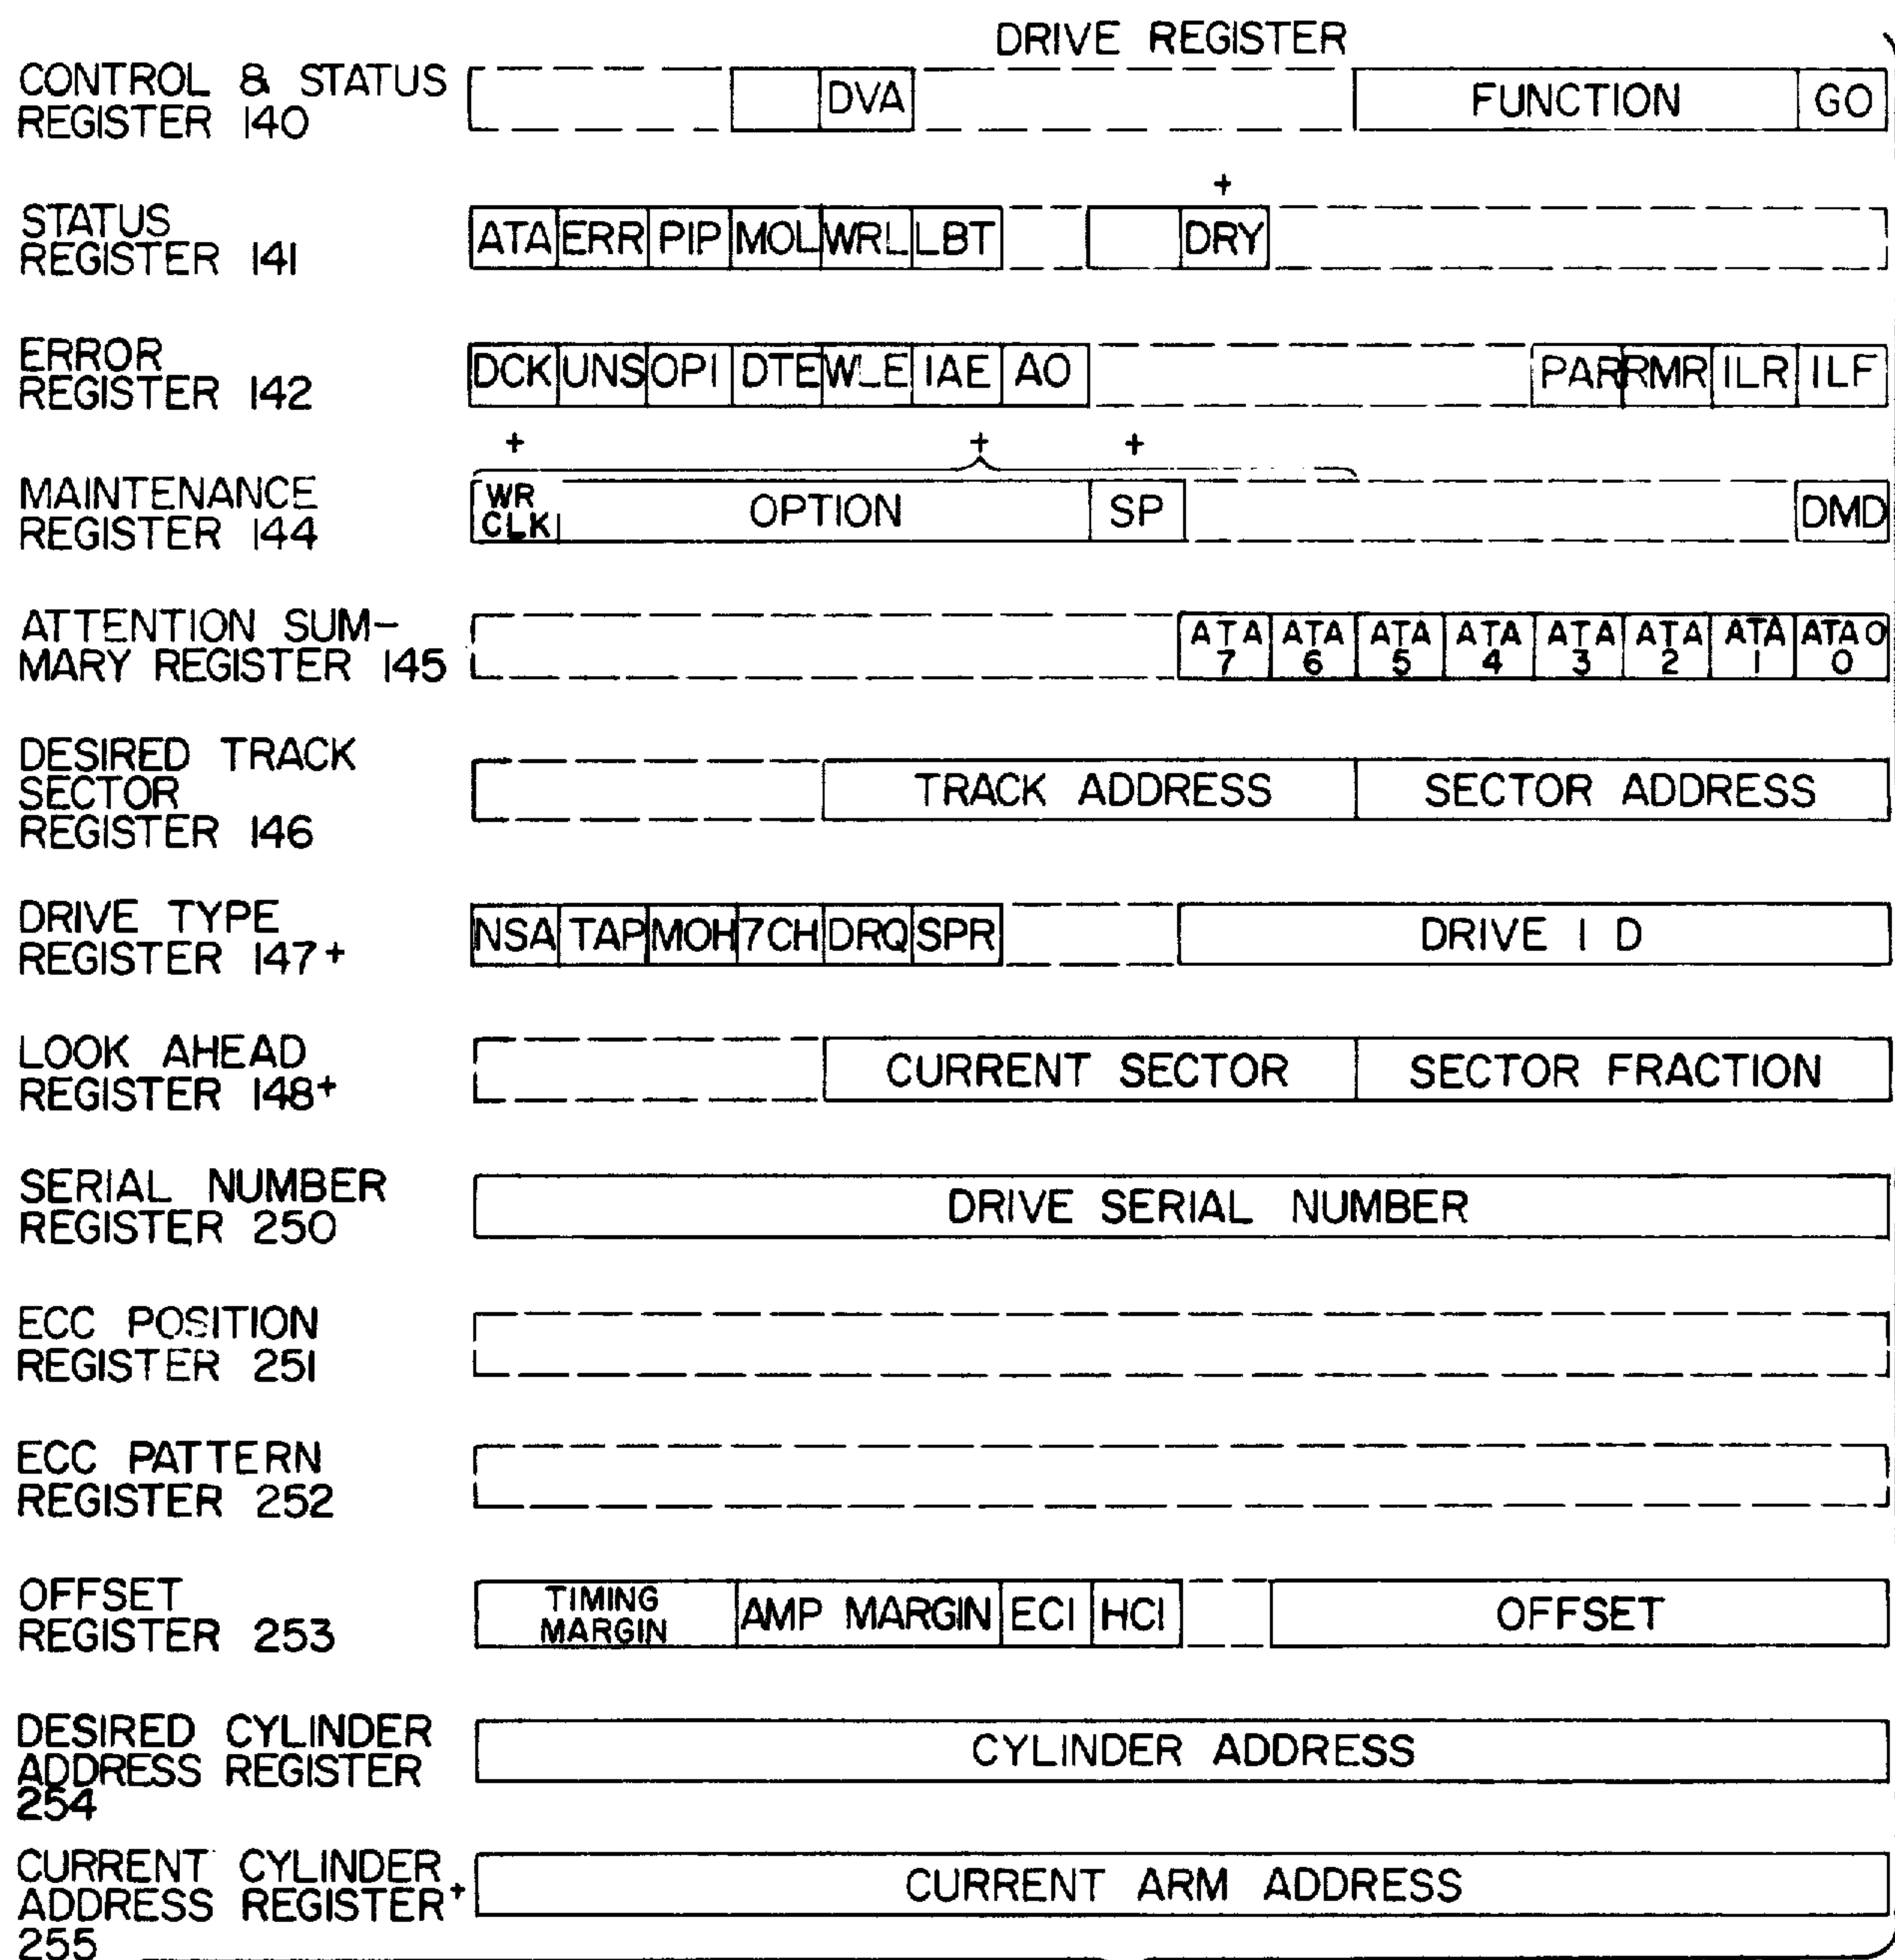 DRIVE REGISTER
CONTROL & STATUS
REGISTER 140
DVA
FUNCTION
GO
+
STATUS
REGISTER 141
ATA ERR PIP MOL WRL LBT
DRY
ERROR
REGISTER 142
DCK UNS OPI DTE WLE IAE AO
PAR RMR ILR ILF
+ + +
MAINTENANCE
REGISTER 144
WR
CLK
OPTION
SP
DMD
ATTENTION SUM-
MARY REGISTER 145
ATA ATA ATA ATA ATA ATA ATA ATA O
7 6 5 4 3 2 1 0
DESIRED TRACK
SECTOR
REGISTER 146
TRACK ADDRESS
SECTOR ADDRESS
DRIVE TYPE
REGISTER 147+
NSA TAP MOH 7CH DRQ SPR
DRIVE I D
LOOK AHEAD
REGISTER 148+
CURRENT SECTOR
SECTOR FRACTION
SERIAL NUMBER
REGISTER 250
DRIVE SERIAL NUMBER
ECC POSITION
REGISTER 251
ECC PATTERN
REGISTER 252
OFFSET
REGISTER 253
TIMING
MARGIN
AMP MARGIN
ECI
HCI
OFFSET
DESIRED CYLINDER
ADDRESS REGISTER
254
CYLINDER ADDRESS
CURRENT CYLINDER
ADDRESS REGISTER+
255
CURRENT ARM ADDRESS